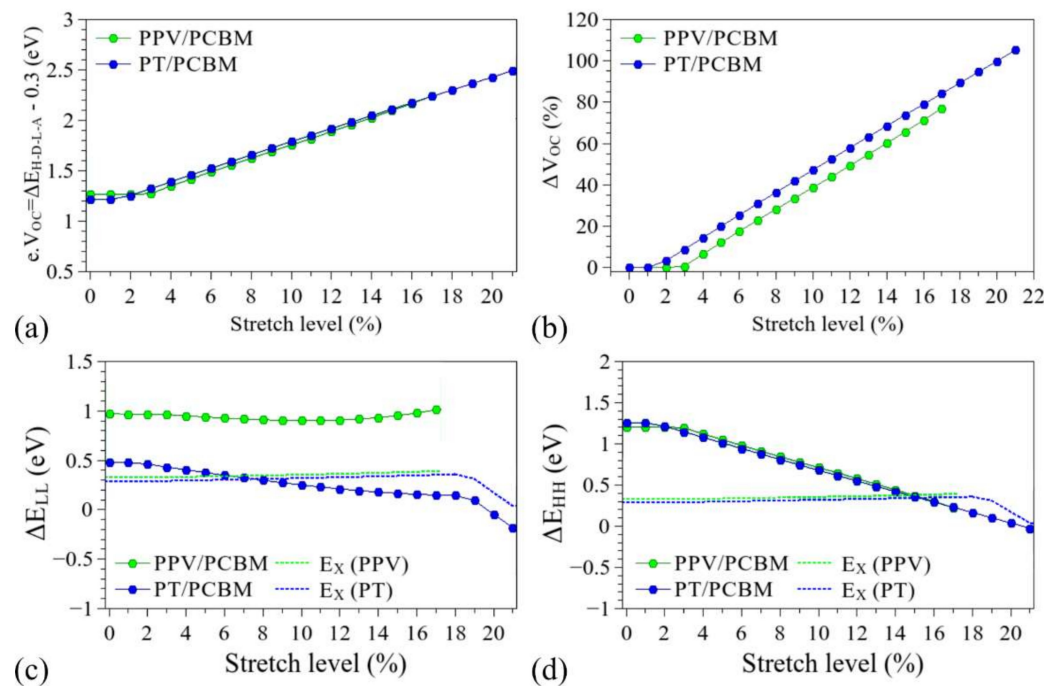 3
2.5
2
1.5
1
0.5
e.V_OC=ΔE_H-D-L-A - 0.3 (eV)
PPV/PCBM
PT/PCBM
0 2 4 6 8 10 12 14 16 18 20
Stretch level (%)
(a)
120
100
80
60
40
20
0
ΔV_OC (%)
PPV/PCBM
PT/PCBM
0 2 4 6 8 10 12 14 16 18 20 22
Stretch level (%)
(b)
1.5
1
0.5
0
−0.5
−1
ΔE_LL (eV)
PPV/PCBM E_X (PPV)
PT/PCBM E_X (PT)
0 2 4 6 8 10 12 14 16 18 20
Stretch level (%)
(c)
2
1.5
1
0.5
0
−0.5
−1
ΔE_HH (eV)
PPV/PCBM E_X (PPV)
PT/PCBM E_X (PT)
0 2 4 6 8 10 12 14 16 18 20
Stretch level (%)
(d)